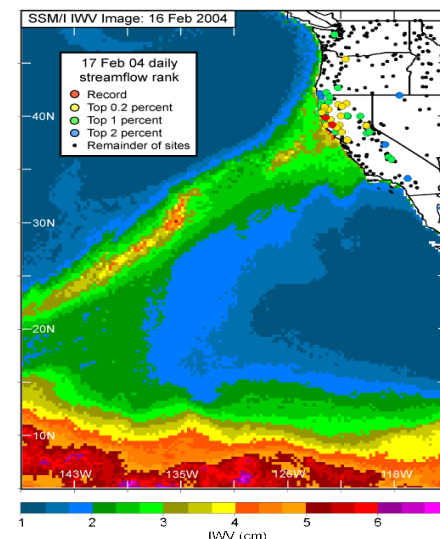 SSM/I IWV Image: 16 Feb 2004
17 Feb 04 daily
streamflow rank
Record
Top 0.2 percent
Top 1 percent
Top 2 percent
Remainder of sites
40N
30N
20N
10N
143W 135W 126W 118W
1 2 3 4 5 6
IWV (cm)